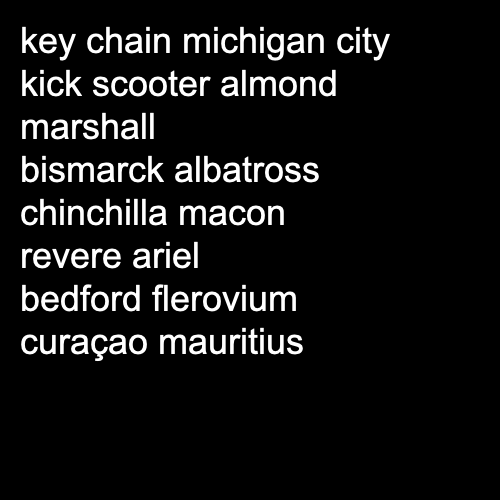 key chain michigan city
kick scooter almond
marshall
bismarck albatross
chinchilla macon
revere ariel
bedford flerovium
curaçao mauritius